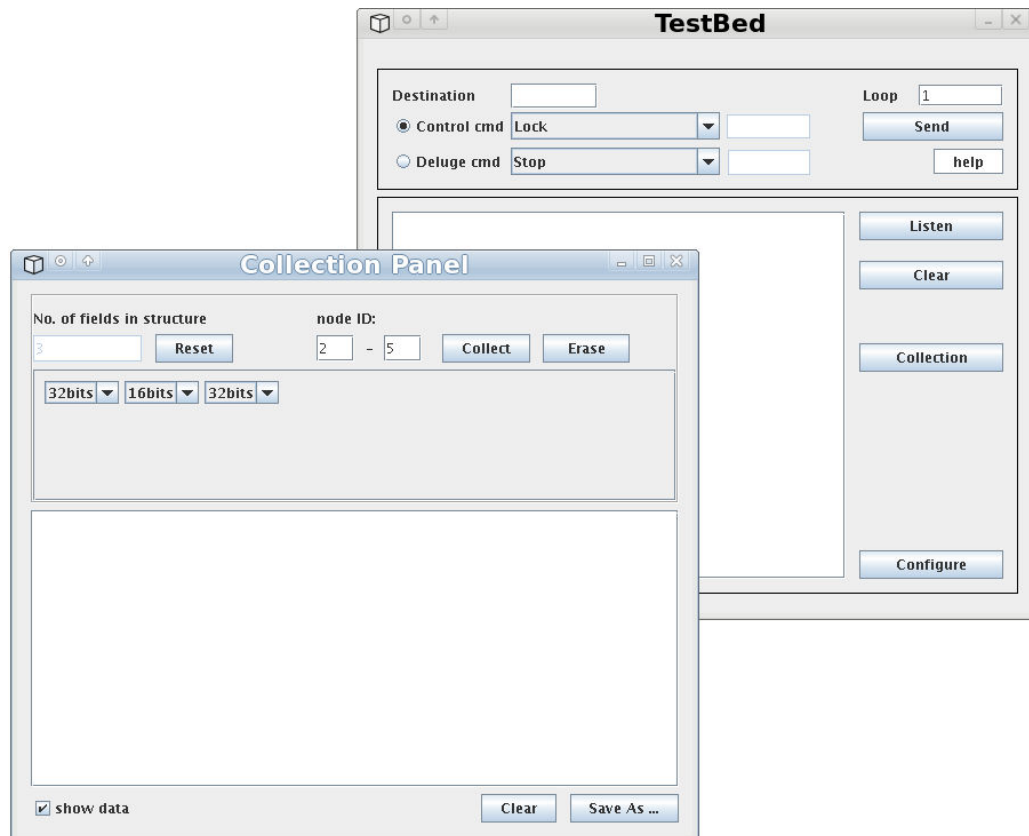 TestBed
Destination
Loop 1
Control cmd Lock
Send
Deluge cmd Stop
help
Listen
Clear
Collection
Configure
Collection Panel
No. of fields in structure node ID:
3 Reset 2 - 5 Collect Erase
32bits 16bits 32bits
show data Clear Save As ...